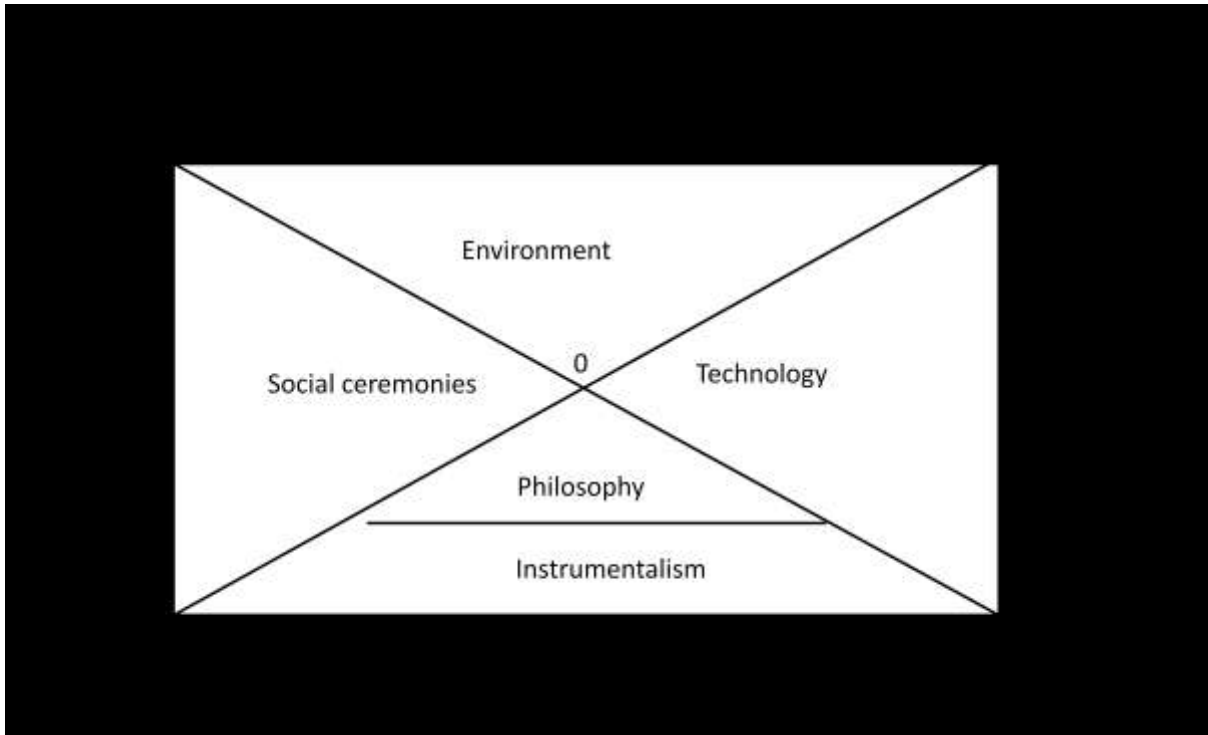 Environment
0
Social ceremonies
Technology
Philosophy
Instrumentalism